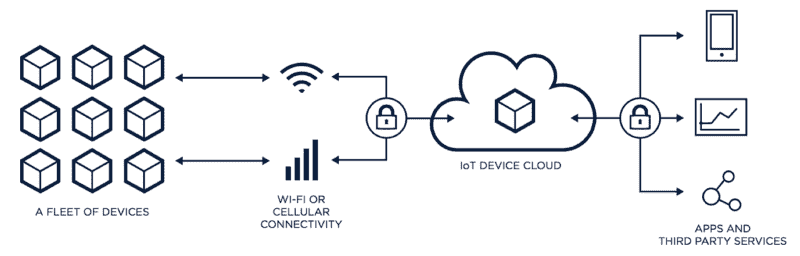 A FLEET OF DEVICES
WI-FI OR
CELLULAR
CONNECTIVITY
IoT DEVICE CLOUD
APPS AND
THIRD PARTY SERVICES